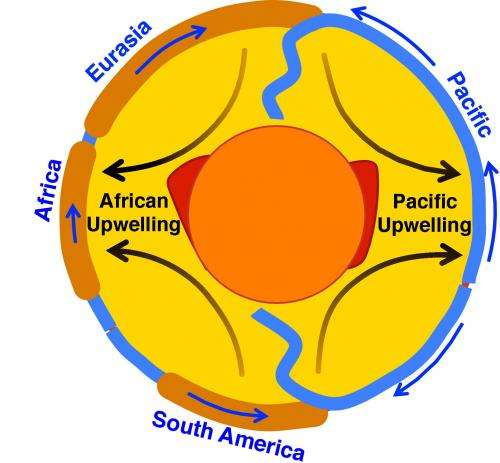 Eurasia
Pacific
Africa
African
Upwelling
Pacific
Upwelling
South America